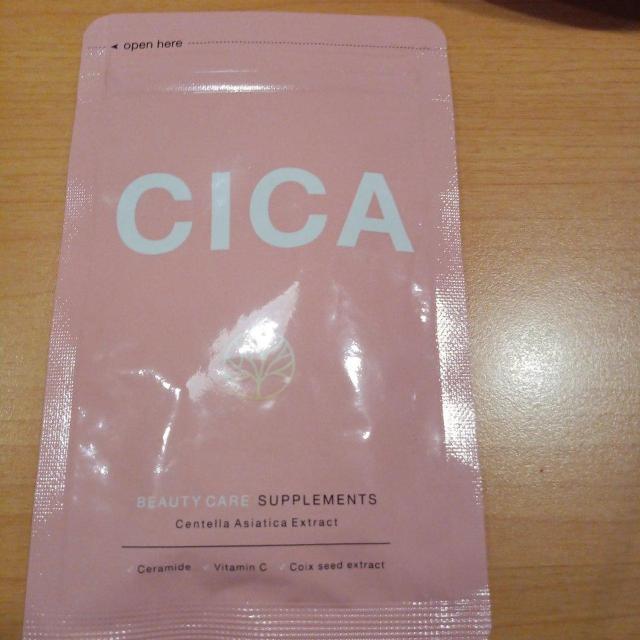 open here
CICA
BEAUTY CARE SUPPLEMENTS
Centella Asiatica Extract
Ceramide Vitamin C Coix seed extract